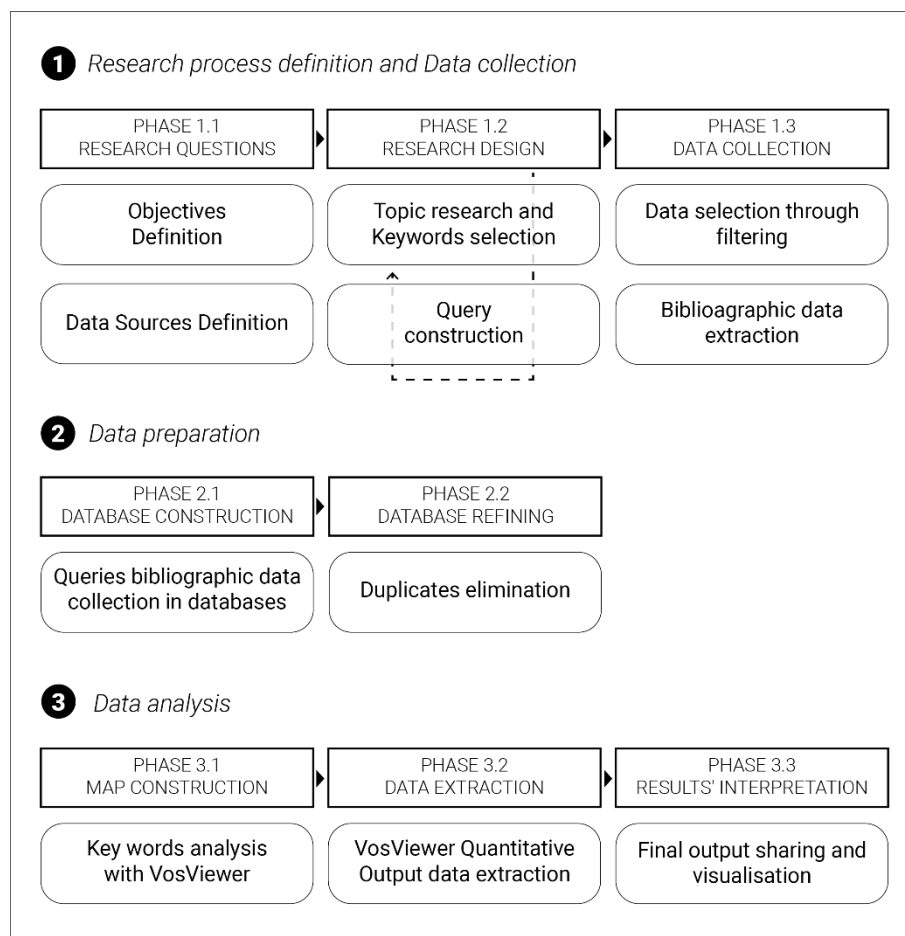 1 Research process definition and Data collection
PHASE 1.1
RESEARCH QUESTIONS
PHASE 1.2
RESEARCH DESIGN
PHASE 1.3
DATA COLLECTION
Objectives
Definition
Topic research and
Keywords selection
Data selection through
filtering
Data Sources Definition
Query
construction
Biblioagraphic data
extraction
2 Data preparation
PHASE 2.1
DATABASE CONSTRUCTION
PHASE 2.2
DATABASE REFINING
Queries bibliographic data
collection in databases
Duplicates elimination
3 Data analysis
PHASE 3.1
MAP CONSTRUCTION
PHASE 3.2
DATA EXTRACTION
PHASE 3.3
RESULTS' INTERPRETATION
Key words analysis
with VosViewer
VosViewer Quantitative
Output data extraction
Final output sharing and
visualisation